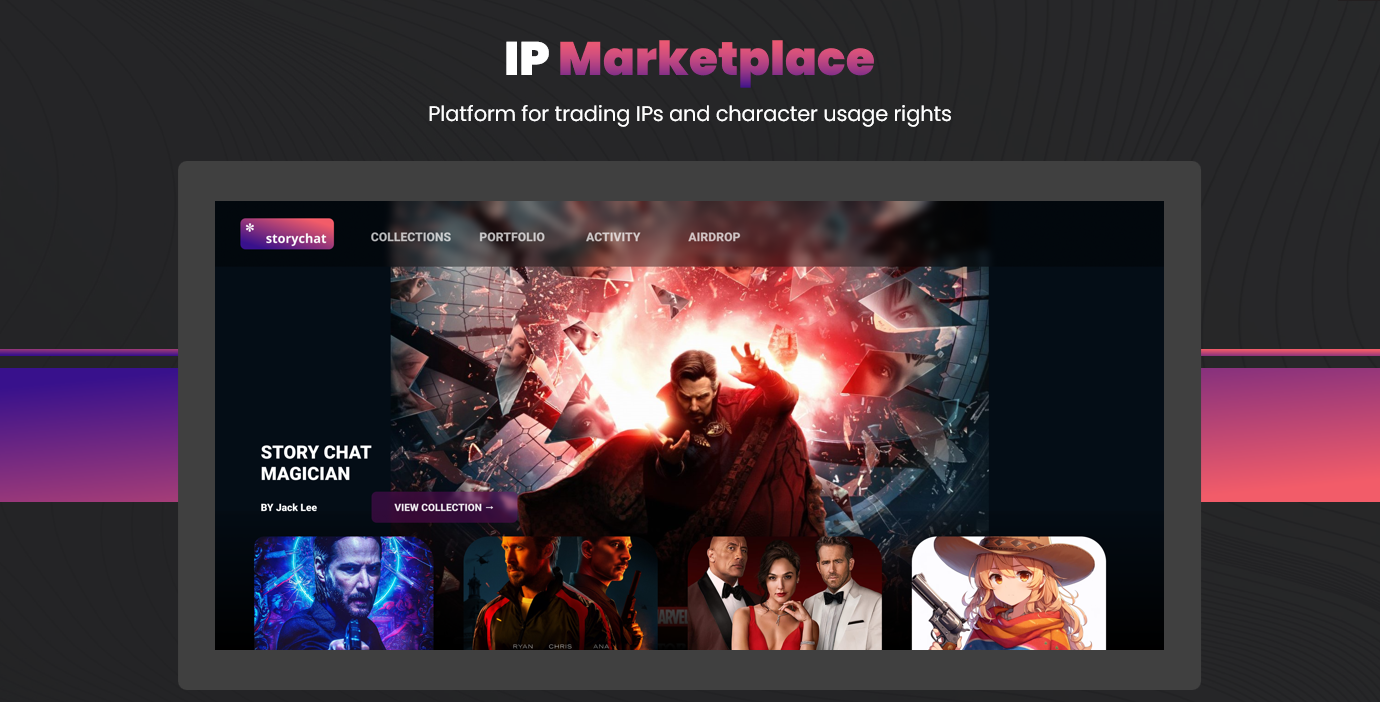 IP Marketplace
Platform for trading IPs and character usage rights
* storychat
COLLECTIONS PORTFOLIO ACTIVITY AIRDROP
STORY CHAT
MAGICIAN
BY Jack Lee
VIEW COLLECTION →
MARVEL
RYAN CHRIS ANA